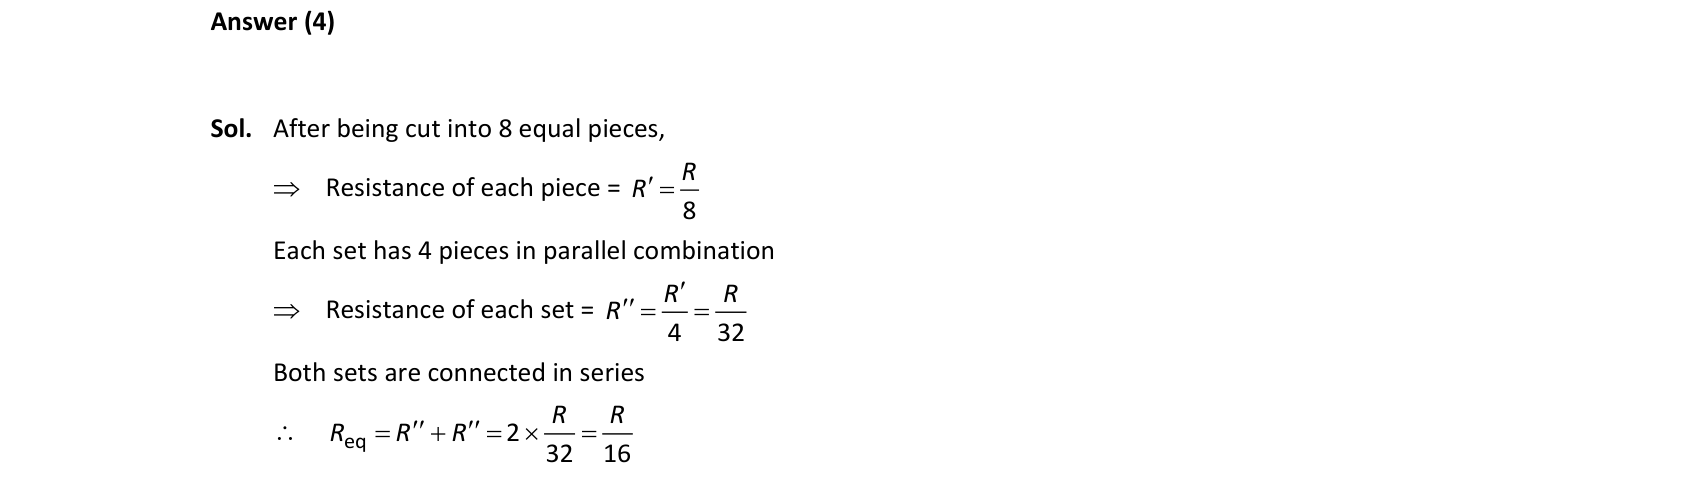 Answer (4)
Sol. After being cut into 8 equal pieces,
⇒ Resistance of each piece = R′ = R/8
Each set has 4 pieces in parallel combination
⇒ Resistance of each set = R″ = R′/4 = R/32
Both sets are connected in series
∴ R_eq = R″ + R″ = 2 × R/32 = R/16